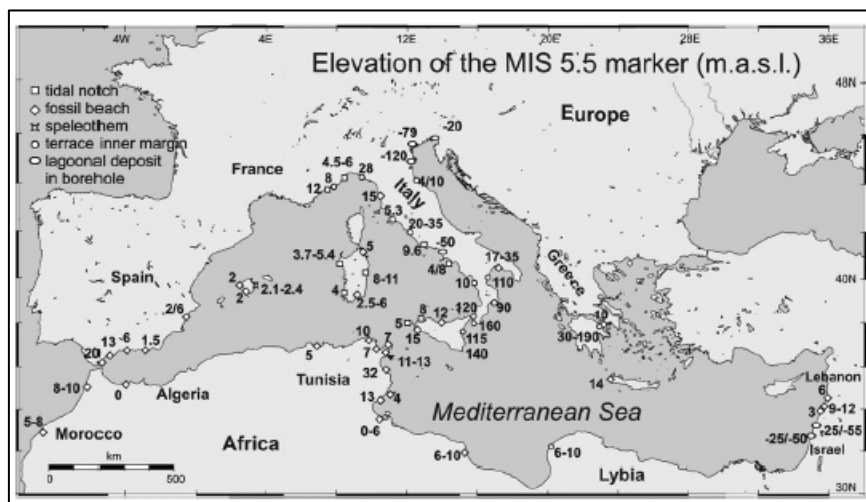 4W 4E 12E 20E 28E 36E
Elevation of the MIS 5.5 marker (m.a.s.l.)
48N
tidal notch
fossil beach
speleothem
terrace inner margin
lagoonal deposit
in borehole
Europe
-79 -20
-120
France
4.5-6 28
8
12
4/10
Italy
15
5.3
20-35
9.6 -50
4/8
17-35
Spain
3.7-5.4
5
8-11
4
2.5-6
2
2
2.1-2.4
2/6
Greece
40N
10 110
90
120
160
115
140
8 12
5
15
10
30-190
14
13 -6 1.5
20
8-10
0
Algeria
5
10
7 7
11-13
Tunisia
32
13 4
0-6
Lebanon
6
9-12
3
-25/-55
-25/-50
Israel
5-8
Morocco
Africa
Mediterranean Sea
6-10
6-10
Lybia
0 km 500
30N